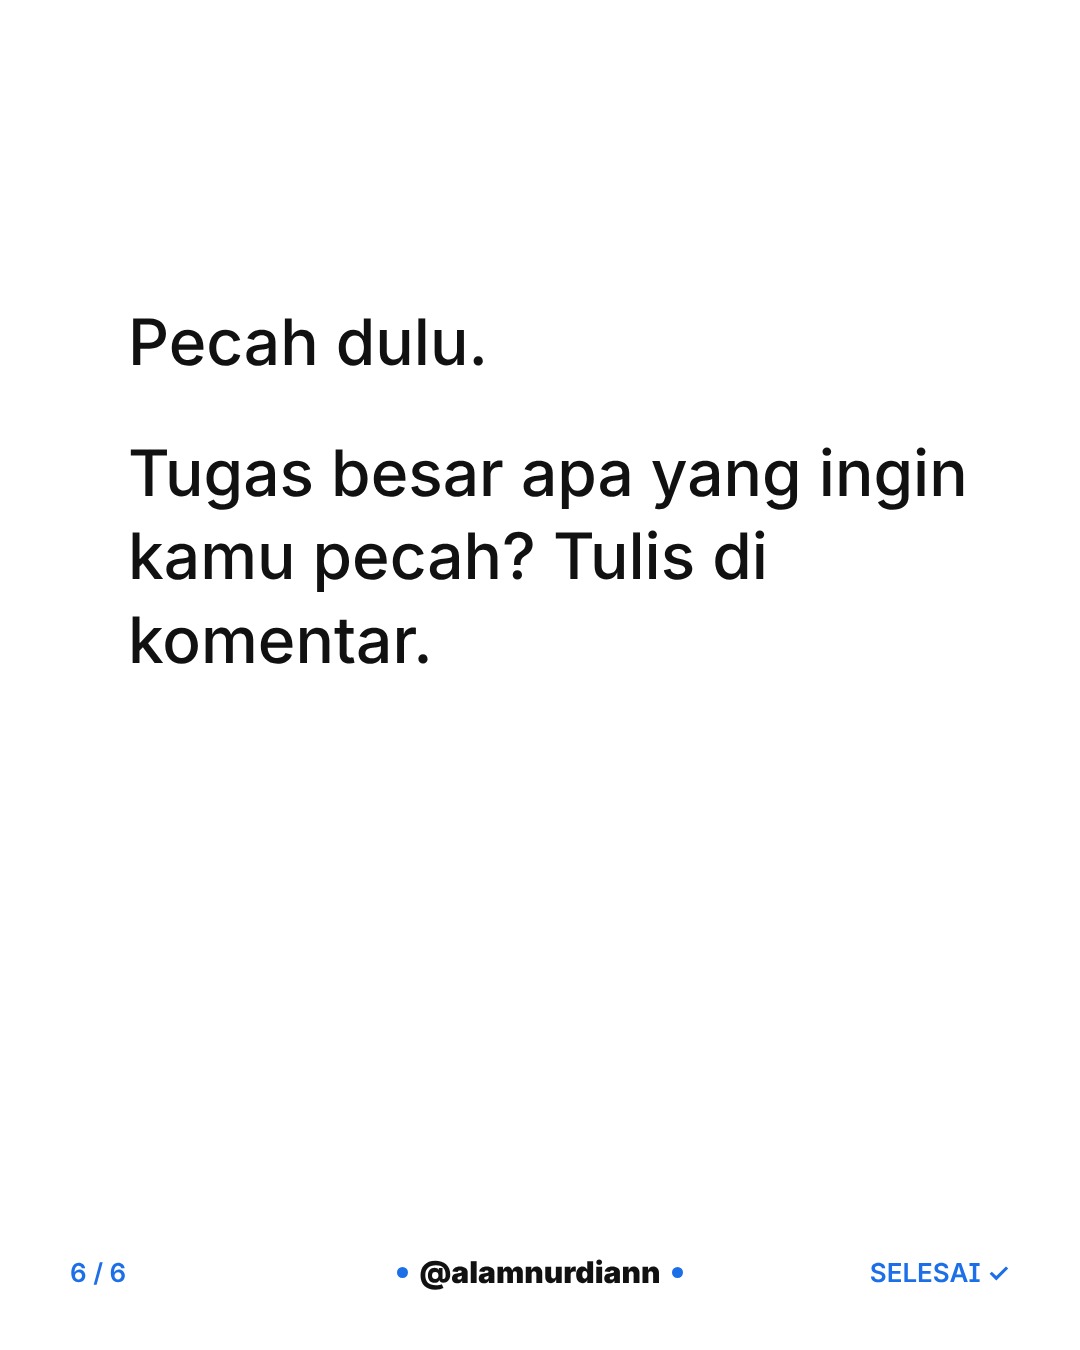 Pecah dulu.
Tugas besar apa yang ingin
kamu pecah? Tulis di
komentar.
6 / 6
• @alamnurdiann •
SELESAI ✓